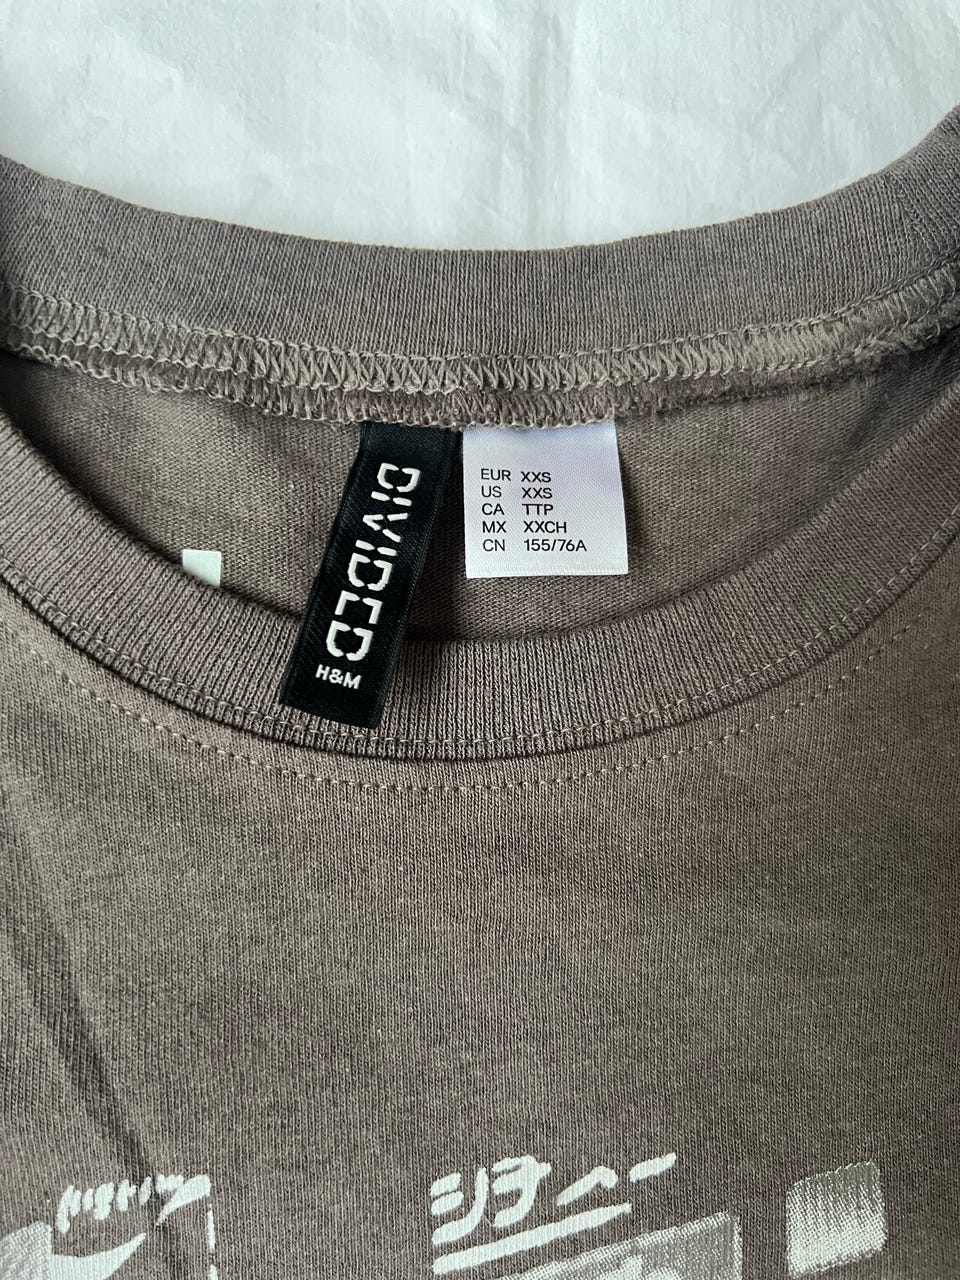 DIVIDED
H&M
EUR XXS
US XXS
CA TTP
MX XXCH
CN 155/76A